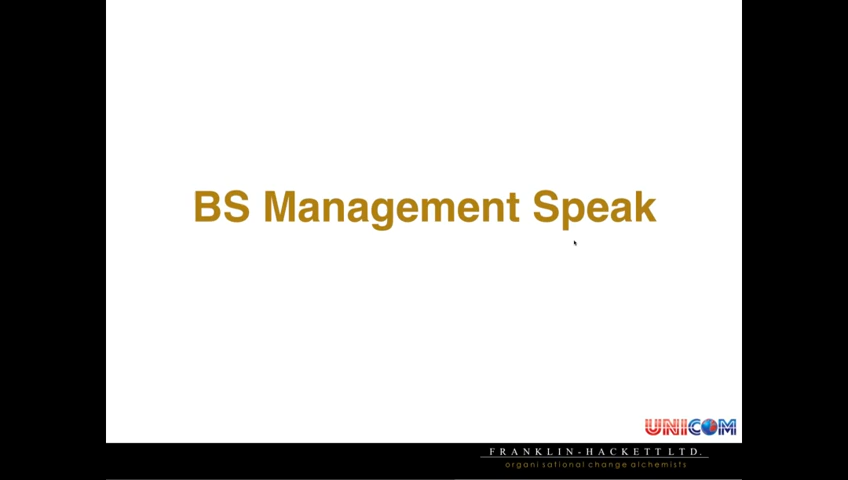 BS Management Speak
UNICOM
FRANKLIN-HACKETT LTD.
organisational change alchemists